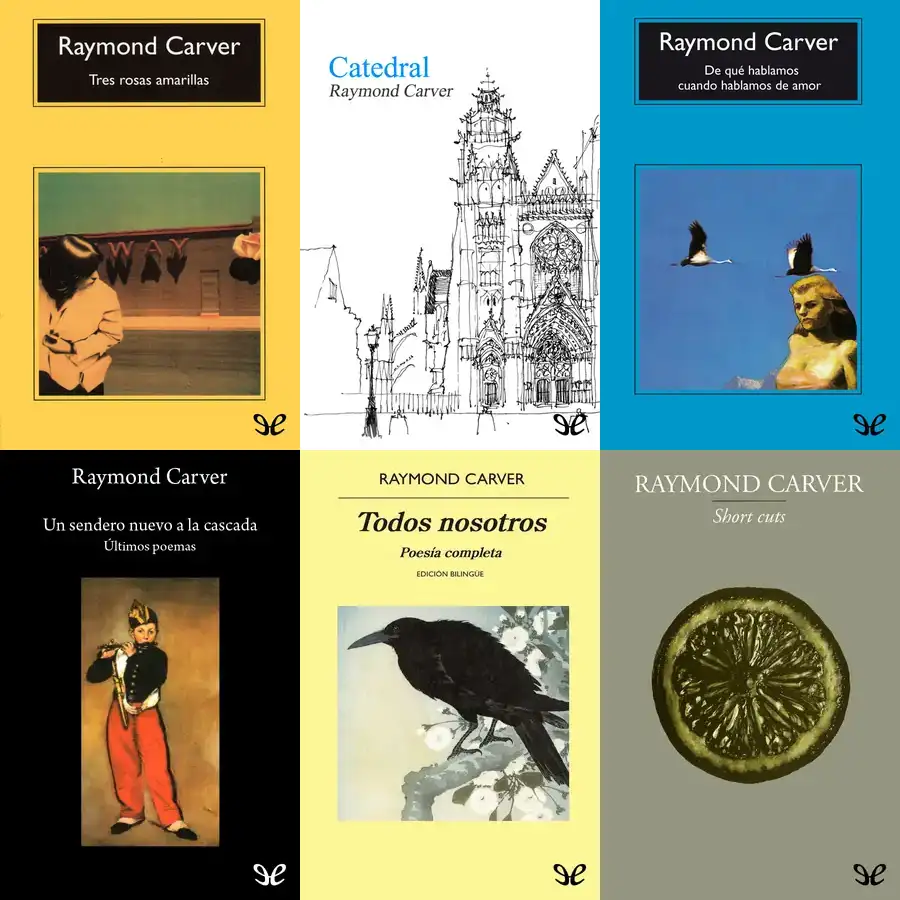 Raymond Carver
Tres rosas amarillas
WAY
Catedral
Raymond Carver
Raymond Carver
De qué hablamos
cuando hablamos de amor
Raymond Carver
Un sendero nuevo a la cascada
Últimos poemas
RAYMOND CARVER
Todos nosotros
Poesía completa
EDICIÓN BILINGÜE
RAYMOND CARVER
Short cuts